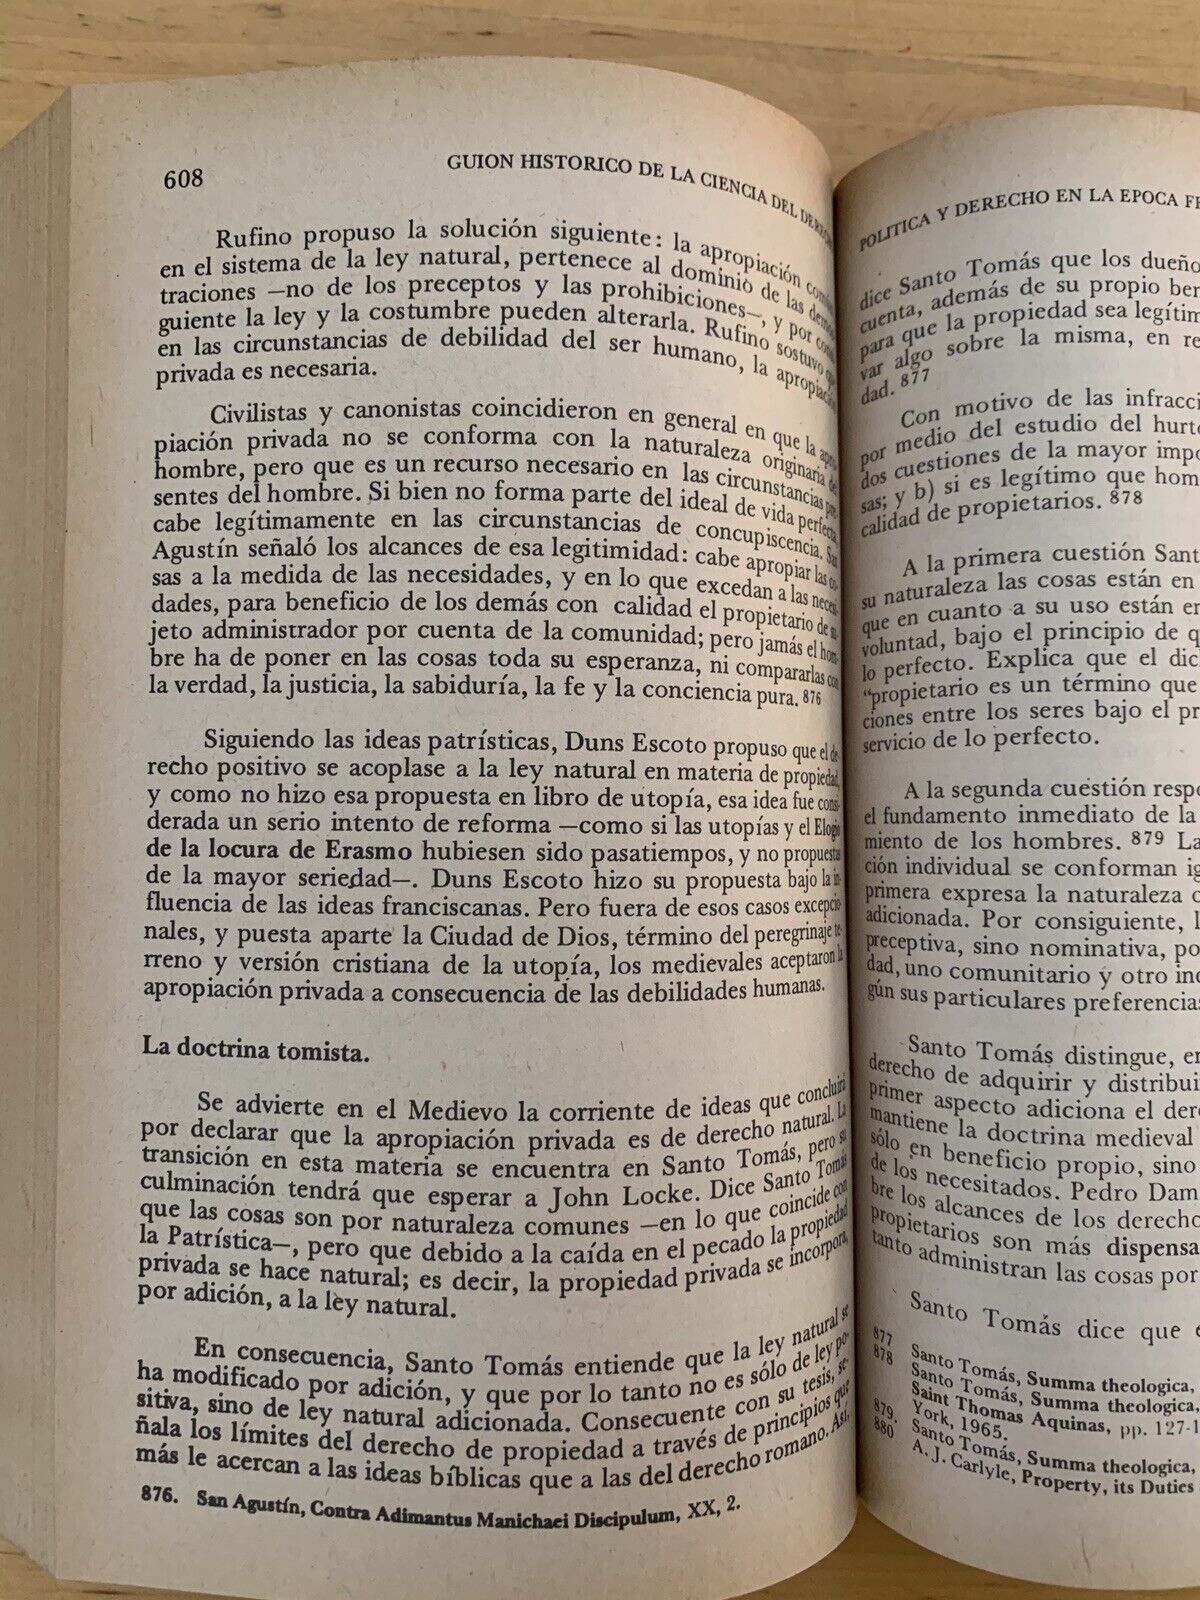 608
GUION HISTORICO DE LA CIENCIA DEL DERECHO
Rufino propuso la solución siguiente: la apropiación común
en el sistema de la ley natural, pertenece al dominio de las demos-
traciones —no de los preceptos y las prohibiciones—, y por consi-
guiente la ley y la costumbre pueden alterarla. Rufino sostuvo que
en las circunstancias de debilidad del ser humano, la apropiación
privada es necesaria.
Civilistas y canonistas coincidieron en general en que la apro-
piación privada no se conforma con la naturaleza originaria del
hombre, pero que es un recurso necesario en las circunstancias pre-
sentes del hombre. Si bien no forma parte del ideal de vida perfecta,
cabe legítimamente en las circunstancias de concupiscencia. San
Agustín señaló los alcances de esa legitimidad: cabe apropiar las co-
sas a la medida de las necesidades, y en lo que excedan a las necesi-
dades, para beneficio de los demás con calidad el propietario de su-
jeto administrador por cuenta de la comunidad; pero jamás el hom-
bre ha de poner en las cosas toda su esperanza, ni compararlas con
la verdad, la justicia, la sabiduría, la fe y la conciencia pura. 876
Siguiendo las ideas patrísticas, Duns Escoto propuso que el de-
recho positivo se acoplase a la ley natural en materia de propiedad,
y como no hizo esa propuesta en libro de utopía, esa idea fue consi-
derada un serio intento de reforma —como si las utopías y el Elogio
de la locura de Erasmo hubiesen sido pasatiempos, y no propuestas
de la mayor seriedad—. Duns Escoto hizo su propuesta bajo la in-
fluencia de las ideas franciscanas. Pero fuera de esos casos excepcio-
nales, y puesta aparte la Ciudad de Dios, término del peregrinaje te-
rreno y versión cristiana de la utopía, los medievales aceptaron la
apropiación privada a consecuencia de las debilidades humanas.
La doctrina tomista.
Se advierte en el Medievo la corriente de ideas que concluirá
por declarar que la apropiación privada es de derecho natural. La
transición en esta materia se encuentra en Santo Tomás, pero su
culminación tendrá que esperar a John Locke. Dice Santo Tomás
que las cosas son por naturaleza comunes —en lo que coincide con
la Patrística—, pero que debido a la caída en el pecado la propiedad
privada se hace natural; es decir, la propiedad privada se incorpora,
por adición, a la ley natural.
En consecuencia, Santo Tomás entiende que la ley natural se
ha modificado por adición, y que por lo tanto no es sólo de ley po-
sitiva, sino de ley natural adicionada. Consecuente con su tesis, se-
ñala los límites del derecho de propiedad a través de principios que
más le acercan a las ideas bíblicas que a las del derecho romano. Así,
876. San Agustín, Contra Adimantus Manichaei Discipulum, XX, 2.
POLITICA Y DERECHO EN LA EPOCA FE
dice Santo Tomás que los dueño
cuenta, además de su propio ben
para que la propiedad sea legítim
var algo sobre la misma, en re
dad. 877
Con motivo de las infracci
por medio del estudio del hurto
dos cuestiones de la mayor impo
sas; y b) si es legítimo que hom
calidad de propietarios. 878
A la primera cuestión Sant
su naturaleza las cosas están en
que en cuanto a su uso están en
voluntad, bajo el principio de q
lo perfecto. Explica que el dic
"propietario es un término que
ciones entre los seres bajo el pr
servicio de lo perfecto.
A la segunda cuestión respo
el fundamento inmediato de la
miento de los hombres. 879 La
ción individual se conforman ig
primera expresa la naturaleza o
adicionada. Por consiguiente, l
preceptiva, sino nominativa, po
dad, uno comunitario y otro inc
gún sus particulares preferencias
Santo Tomás distingue, en
derecho de adquirir y distribui
primer aspecto adiciona el dere
mantiene la doctrina medieval
sólo en beneficio propio, sino
de los necesitados. Pedro Dam
bre los alcances de los derecho
propietarios son más dispensa
tanto administran las cosas por
Santo Tomás dice que e
877 Santo Tomás, Summa theologica,
878 Santo Tomás, Summa theologica,
Saint Thomas Aquinas, pp. 127-1
York, 1965.
879. Santo Tomás, Summa theologica,
880 A. J. Carlyle, Property, its Duties